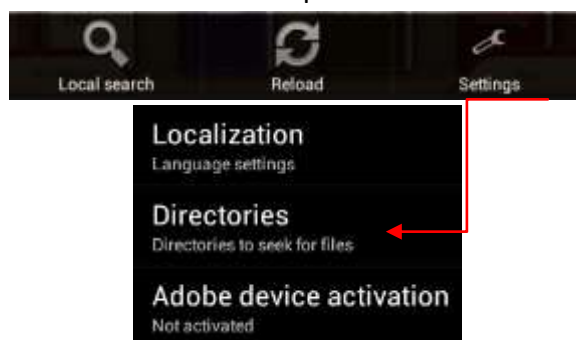 Local search Reload Settings
Localization
Language settings
Directories
Directories to seek for files
Adobe device activation
Not activated